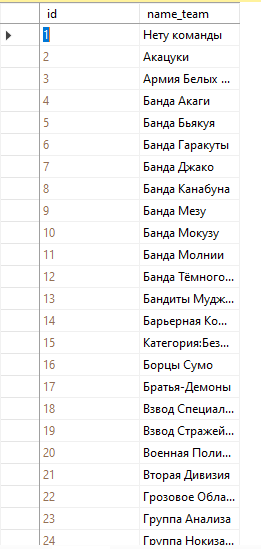 id name_team
1 Нету команды
2 Акацуки
3 Армия Белых ...
4 Банда Акаги
5 Банда Бьякуя
6 Банда Гаракуты
7 Банда Джако
8 Банда Канабуна
9 Банда Мезу
10 Банда Мокузу
11 Банда Молнии
12 Банда Тёмного...
13 Бандиты Мудж...
14 Барьерная Ко...
15 Категория:Без...
16 Борцы Сумо
17 Братья-Демоны
18 Взвод Специал...
19 Взвод Стражей...
20 Военная Поли...
21 Вторая Дивизия
22 Грозовое Обла...
23 Группа Анализа
24 Группа Нокиза...